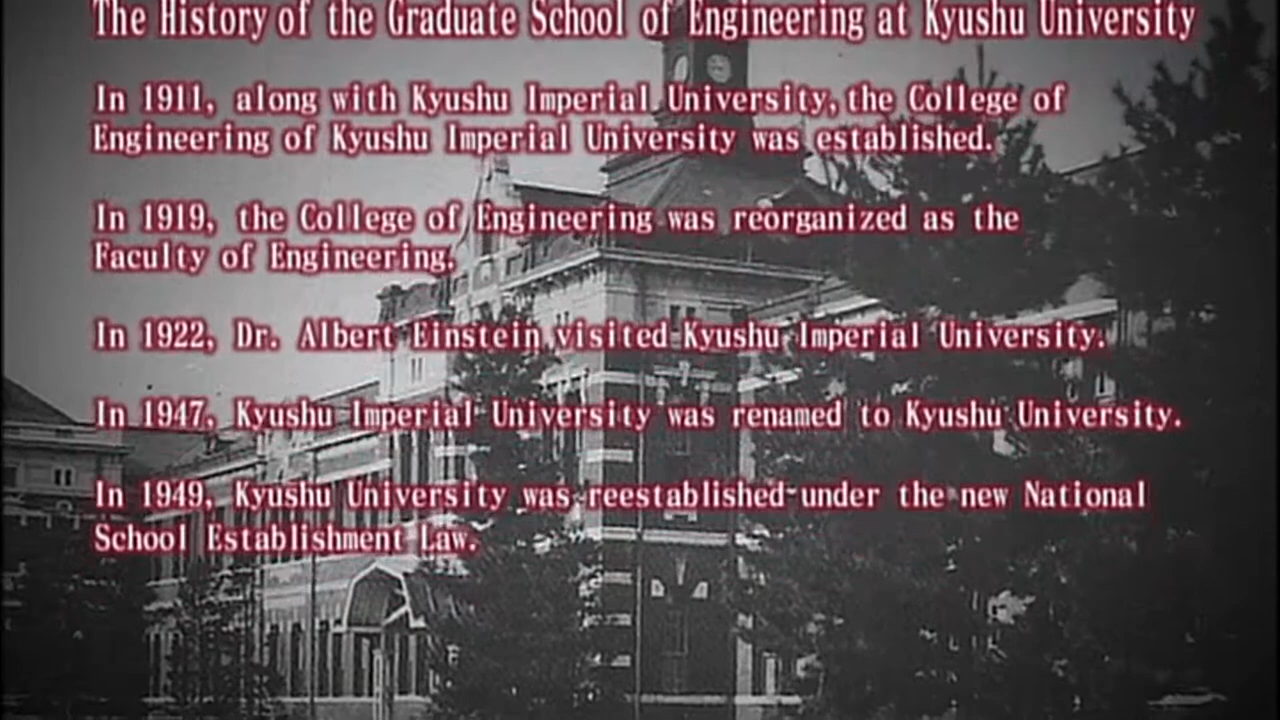 The History of the Graduate School of Engineering at Kyushu University
In 1911, along with Kyushu Imperial University, the College of
Engineering of Kyushu Imperial University was established.
In 1919, the College of Engineering was reorganized as the
Faculty of Engineering.
In 1922, Dr. Albert Einstein visited Kyushu Imperial University.
In 1947, Kyushu Imperial University was renamed to Kyushu University.
In 1949, Kyushu University was reestablished under the new National
School Establishment Law.